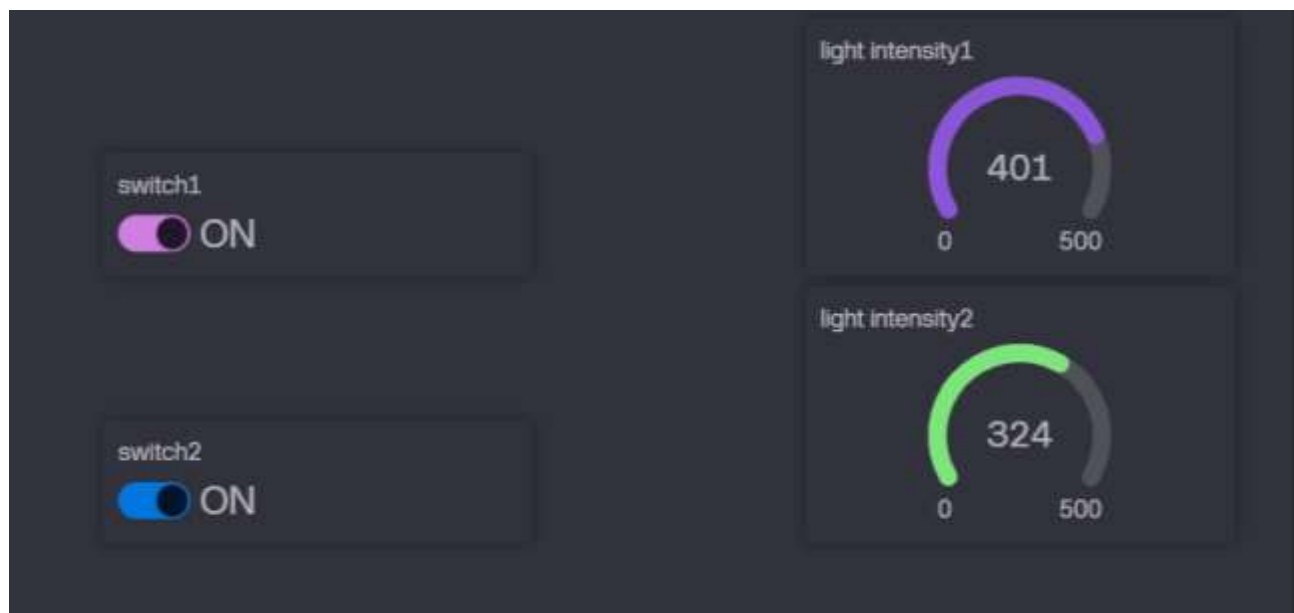 light intensity1
401
0 500
switch1
ON
light intensity2
324
0 500
switch2
ON